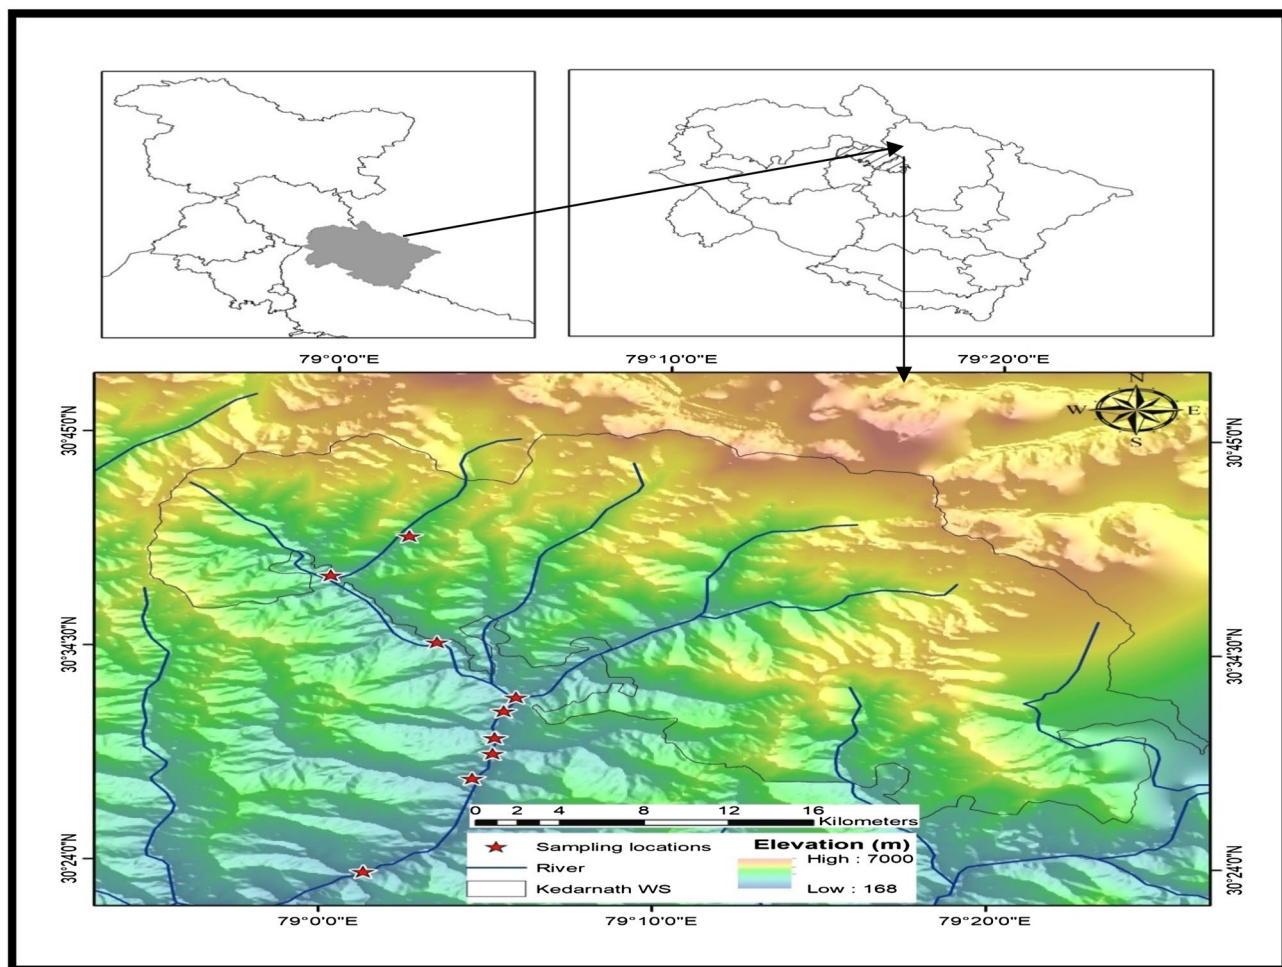 79°0'0"E 79°10'0"E 79°20'0"E
N
W E
S
30°45'0"N
30°45'0"N
30°34'30"N
30°34'30"N
30°24'0"N
30°24'0"N
0 2 4 8 12 16
Kilometers
Sampling locations
River
Kedarnath WS
Elevation (m)
High : 7000
Low : 168
79°0'0"E 79°10'0"E 79°20'0"E